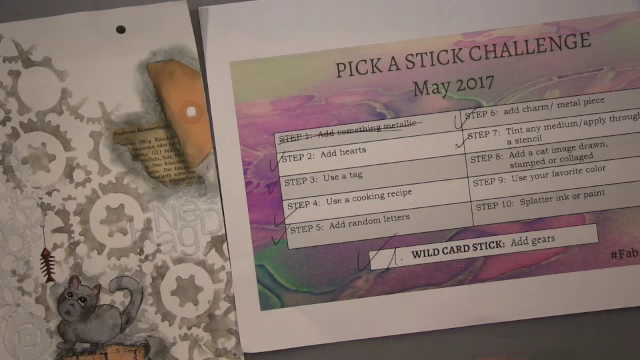 PICK A STICK CHALLENGE
May 2017
STEP 1: Add something metallic
STEP 2: Add hearts
STEP 3: Use a tag
STEP 4: Use a cooking recipe
STEP 5: Add random letters
STEP 6: add charm/ metal piece
STEP 7: Tint any medium/apply through
a stencil
STEP 8: Add a cat image drawn,
stamped or collaged
STEP 9: Use your favorite color
STEP 10: Splatter ink or paint
WILD CARD STICK: Add gears
#Fab